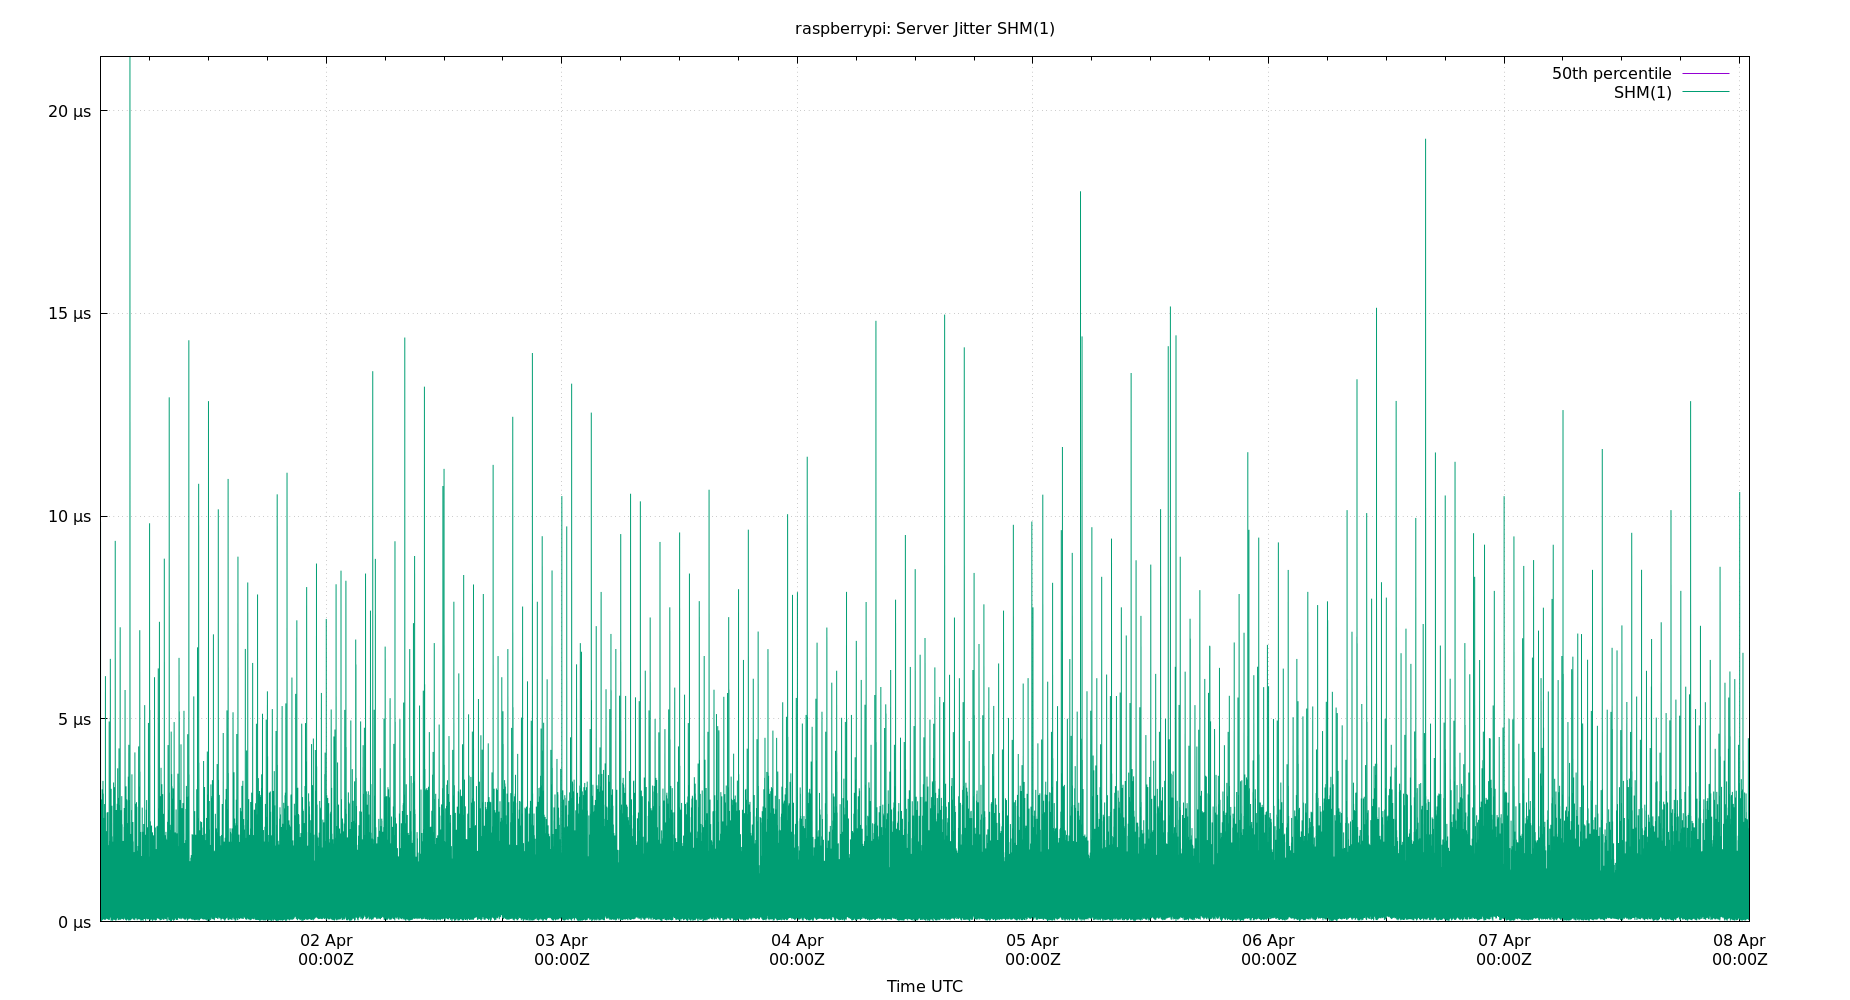 raspberrypi: Server Jitter SHM(1)
50th percentile
SHM(1)
20 µs
15 µs
10 µs
5 µs
0 µs
02 Apr
00:00Z
03 Apr
00:00Z
04 Apr
00:00Z
05 Apr
00:00Z
06 Apr
00:00Z
07 Apr
00:00Z
08 Apr
00:00Z
Time UTC